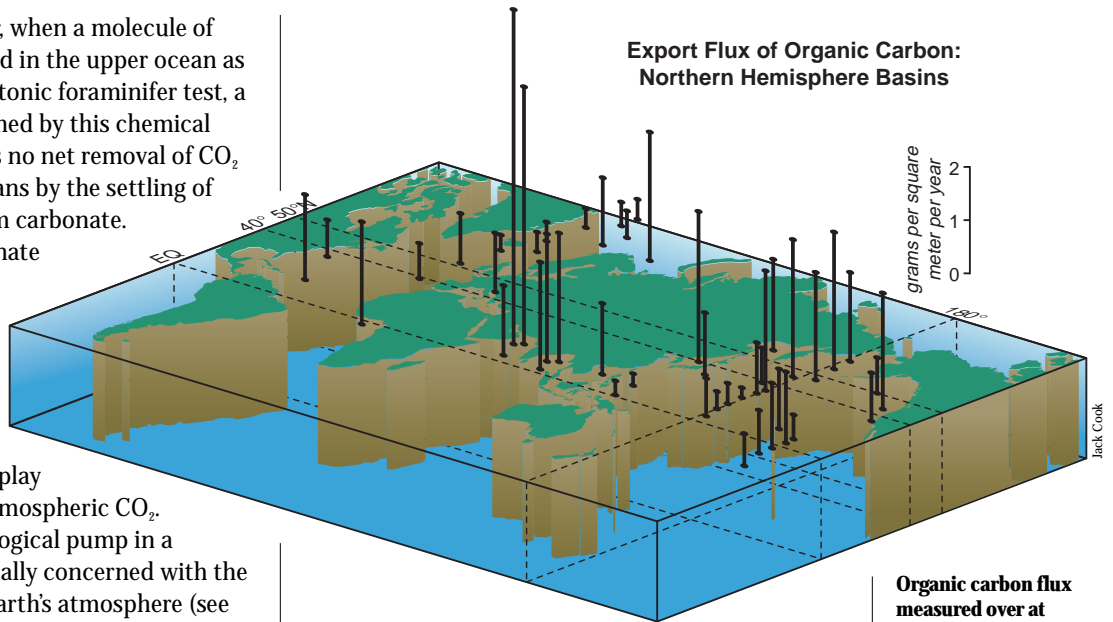 , when a molecule of
d in the upper ocean as
tonic foraminifer test, a
ned by this chemical
s no net removal of CO₂
ans by the settling of
m carbonate.
nate
play
mospheric CO₂.
ogical pump in a
ally concerned with the
arth's atmosphere (see
Export Flux of Organic Carbon:
Northern Hemisphere Basins
grams per square
meter per year
2
1
0
EQ
40°
50°N
180°
Jack Cook
Organic carbon flux
measured over at